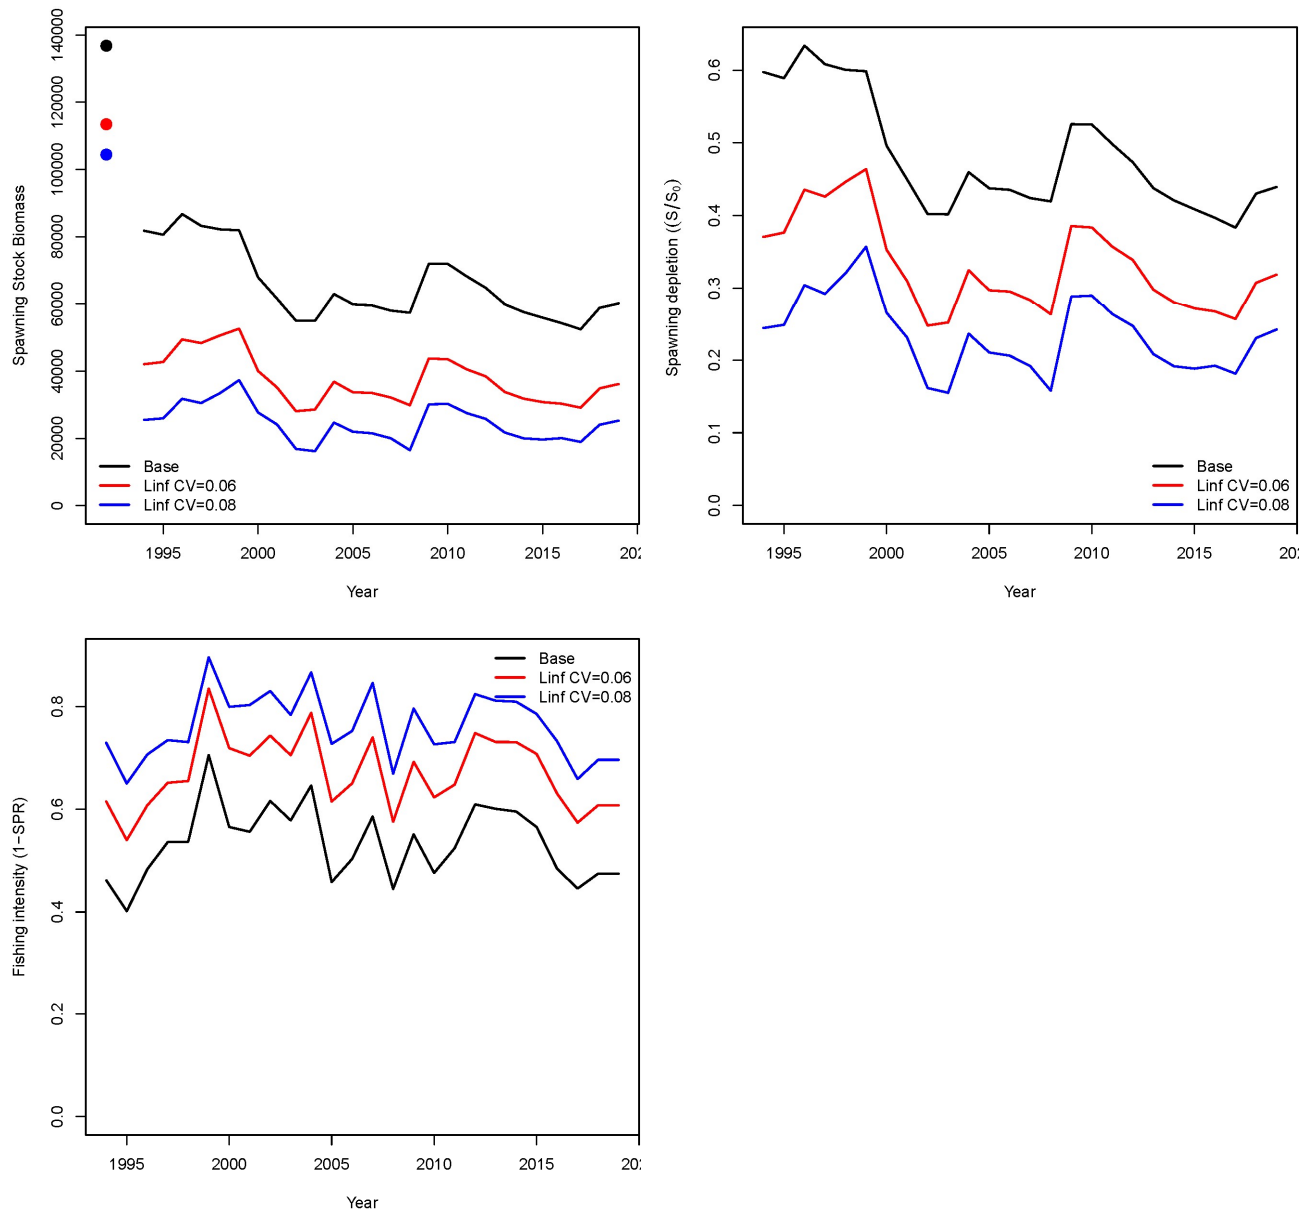 Spawning Stock Biomass
140000
120000
100000
80000
60000
40000
20000
0
Base
Linf CV=0.06
Linf CV=0.08
1995 2000 2005 2010 2015 202
Year
Spawning depletion ((S/S0)
0.6
0.5
0.4
0.3
0.2
0.1
0.0
Base
Linf CV=0.06
Linf CV=0.08
1995 2000 2005 2010 2015 202
Year
Fishing intensity (1−SPR)
0.8
0.6
0.4
0.2
0.0
Base
Linf CV=0.06
Linf CV=0.08
1995 2000 2005 2010 2015 202
Year